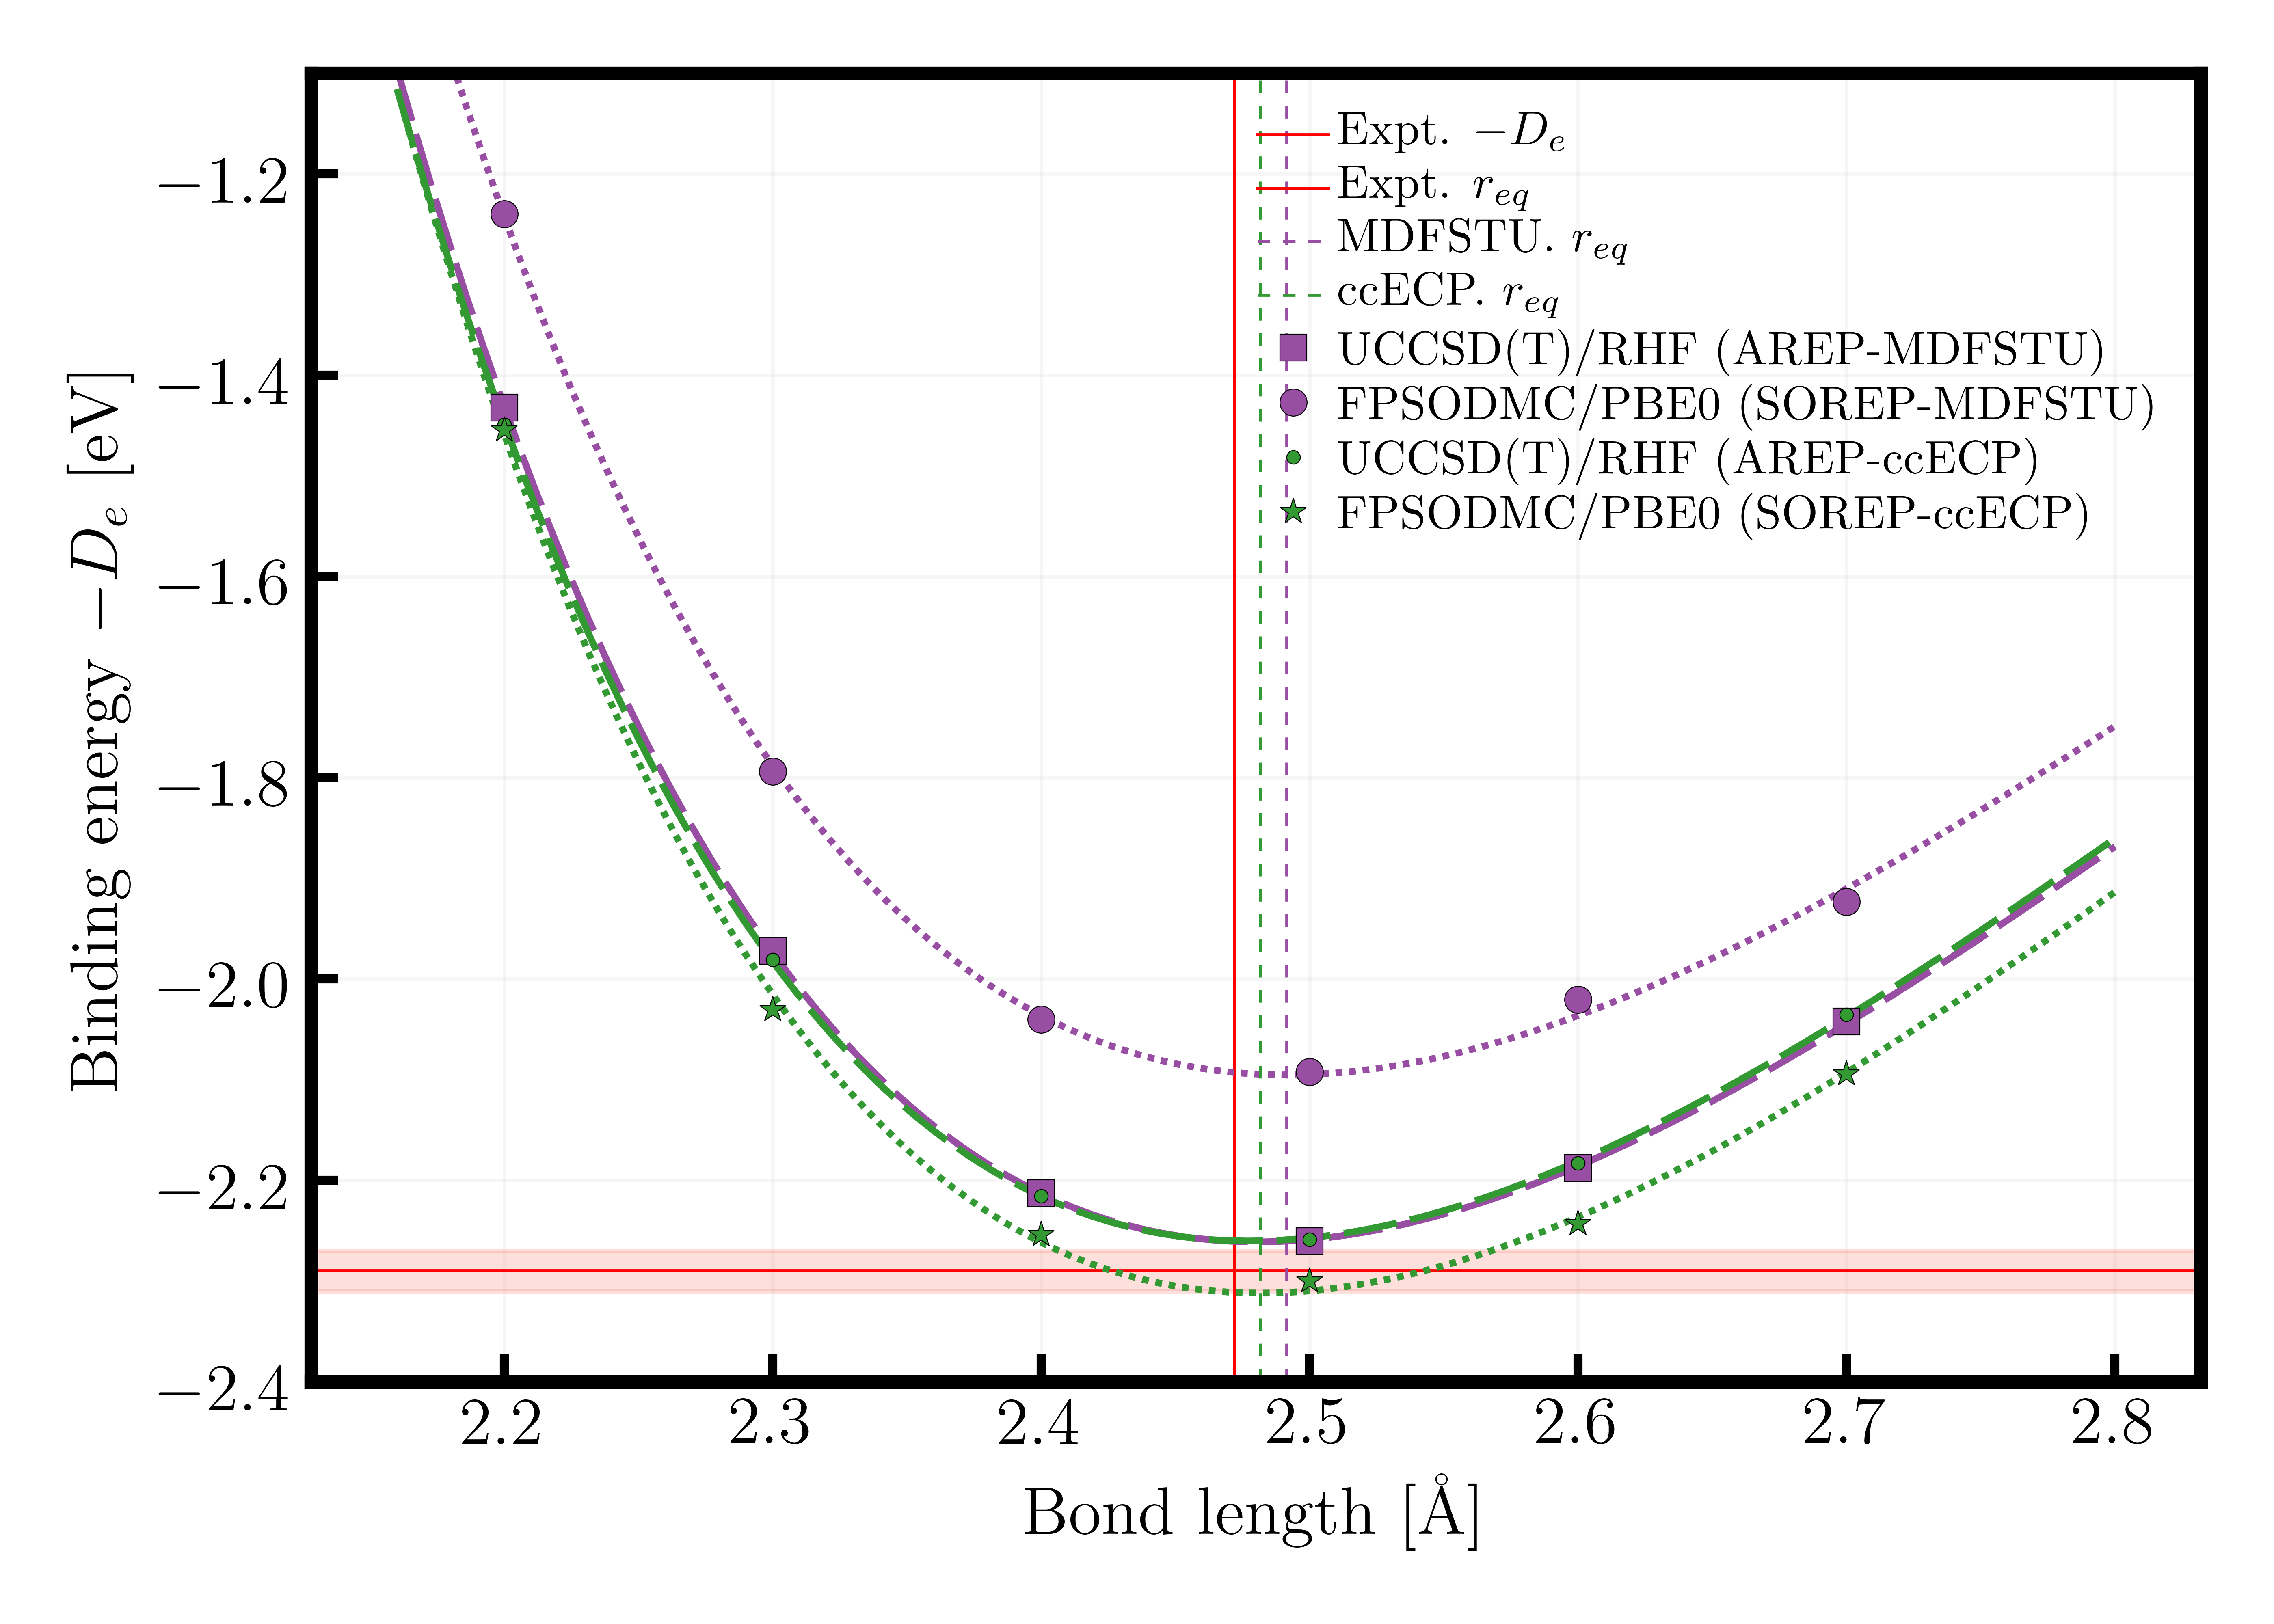 Binding energy −Dₑ [eV]
−1.2
−1.4
−1.6
−1.8
−2.0
−2.2
−2.4
Expt. −Dₑ
Expt. r_eq
MDFSTU. r_eq
ccECP. r_eq
UCCSD(T)/RHF (AREP-MDFSTU)
FPSODMC/PBE0 (SOREP-MDFSTU)
UCCSD(T)/RHF (AREP-ccECP)
FPSODMC/PBE0 (SOREP-ccECP)
2.2 2.3 2.4 2.5 2.6 2.7 2.8
Bond length [Å]